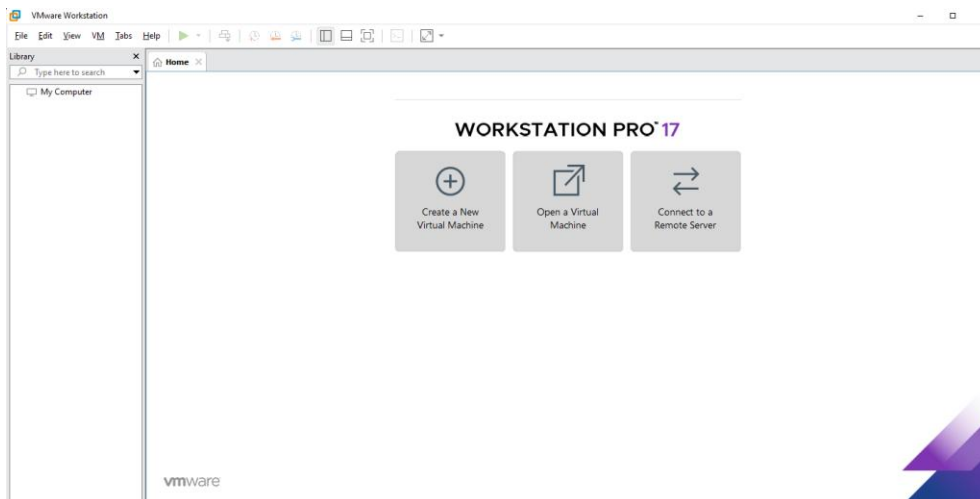 VMware Workstation
File Edit View VM Tabs Help
Library
Home
Type here to search
My Computer
WORKSTATION PRO™ 17
Create a New
Virtual Machine
Open a Virtual
Machine
Connect to a
Remote Server
vmware